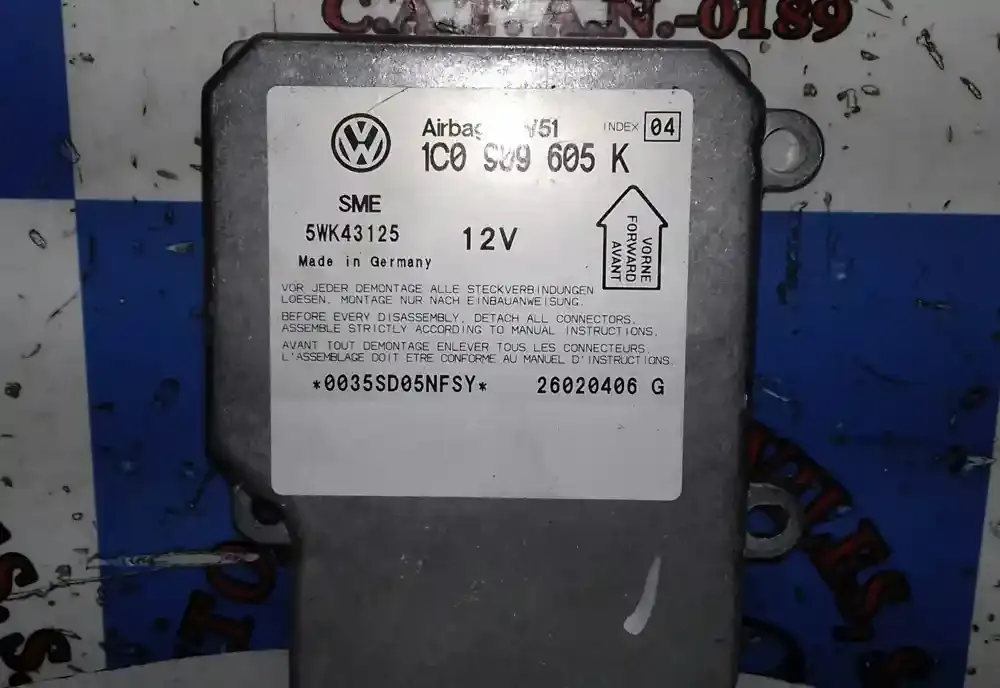 C.A.T.-A.N.-0189
VW
Airbag VW51
INDEX 04
1C0 909 605 K
SME
5WK43125
12V
VORNE
FORWARD
AVANT
Made in Germany
VOR JEDER DEMONTAGE ALLE STECKVERBINDUNGEN
LOESEN. MONTAGE NUR NACH EINBAUANWEISUNG.
BEFORE EVERY DISASSEMBLY, DETACH ALL CONNECTORS.
ASSEMBLE STRICTLY ACCORDING TO MANUAL INSTRUCTIONS.
AVANT TOUT DEMONTAGE ENLEVER TOUS LES CONNECTEURS.
L'ASSEMBLAGE DOIT ETRE CONFORME AU MANUEL D'INSTRUCTIONS.
*0035SD05NFSY*
26020406 G